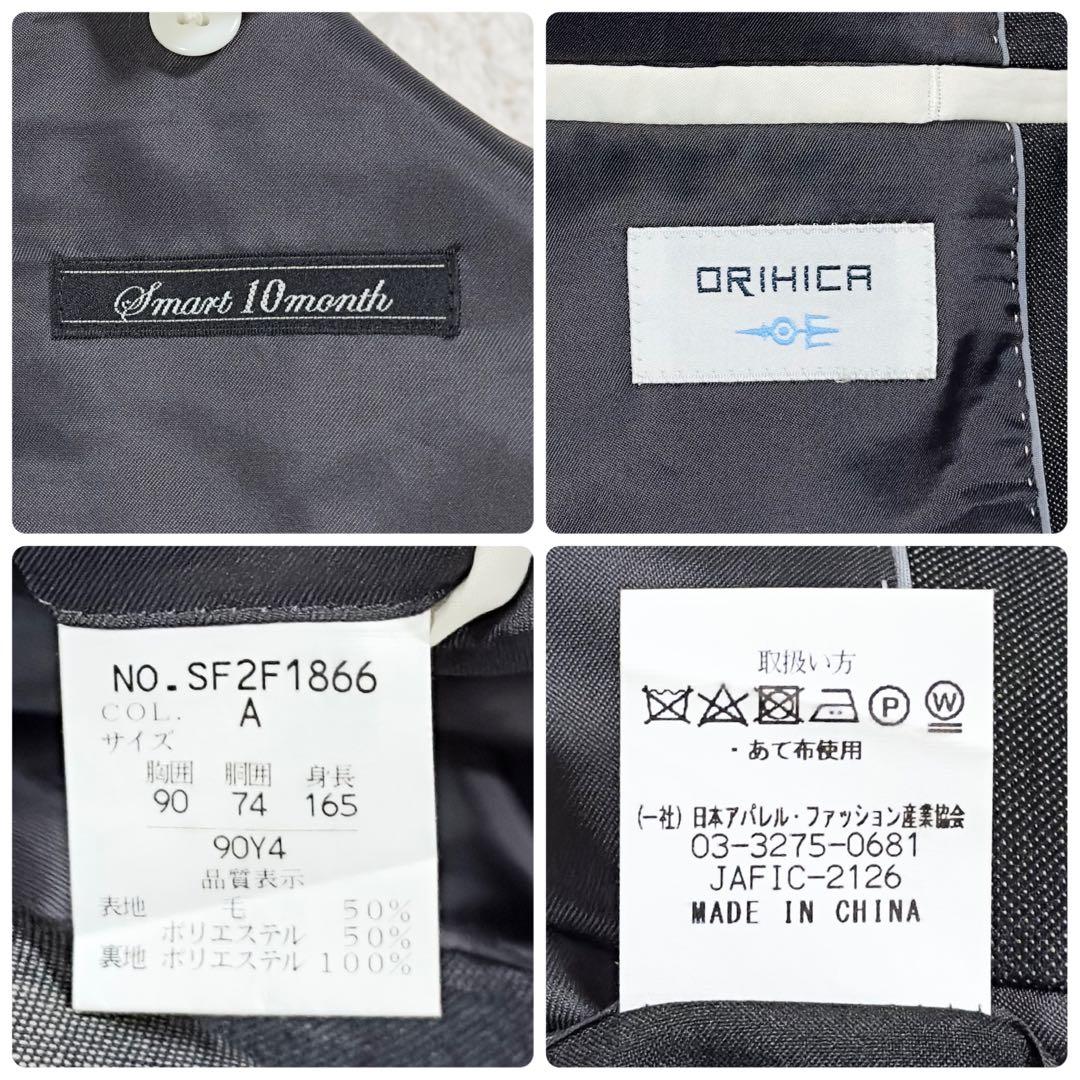 Smart 10month
ORIHICA
NO.SF2F1866
COL. A
サイズ
胸囲 胴囲 身長
90 74 165
90Y4
品質表示
表地 毛 50%
ポリエステル 50%
裏地 ポリエステル 100%
取扱い方
P W
・あて布使用
(一社)日本アパレル・ファッション産業協会
03-3275-0681
JAFIC-2126
MADE IN CHINA